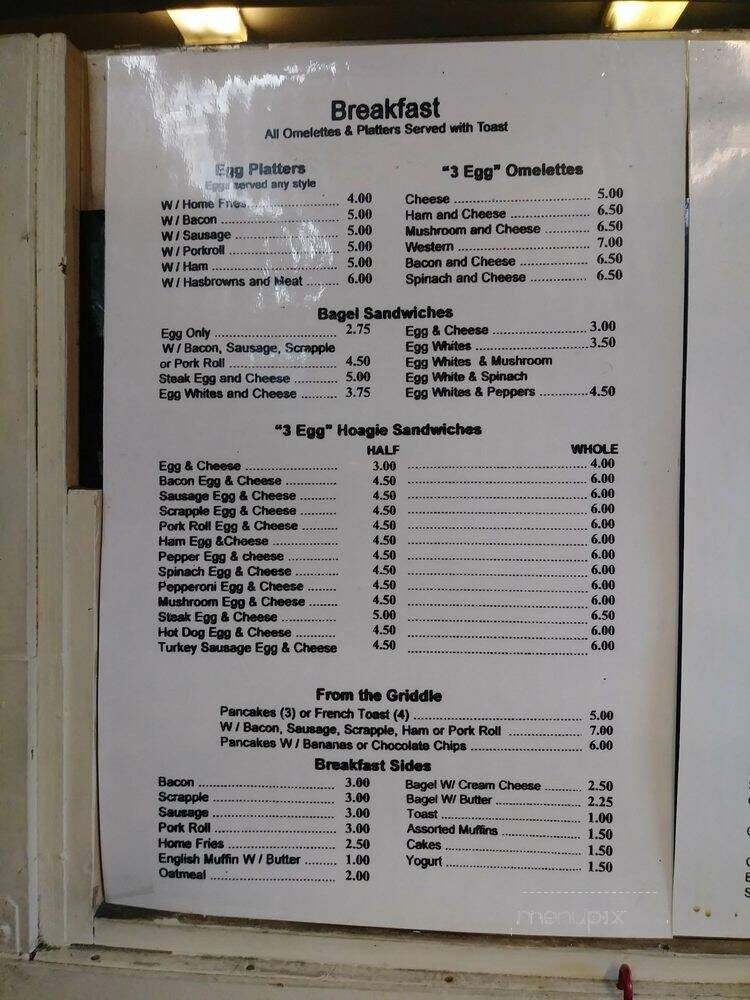 Breakfast
All Omelettes & Platters Served with Toast
Egg Platters
Eggs served any style
W / Home Fries .......... 4.00
W / Bacon .......... 5.00
W / Sausage .......... 5.00
W / Porkroll .......... 5.00
W / Ham .......... 5.00
W / Hasbrowns and Meat .......... 6.00
"3 Egg" Omelettes
Cheese .......... 5.00
Ham and Cheese .......... 6.50
Mushroom and Cheese .......... 6.50
Western .......... 7.00
Bacon and Cheese .......... 6.50
Spinach and Cheese .......... 6.50
Bagel Sandwiches
Egg Only .......... 2.75
W / Bacon, Sausage, Scrapple
or Pork Roll .......... 4.50
Steak Egg and Cheese .......... 5.00
Egg Whites and Cheese .......... 3.75
Egg & Cheese .......... 3.00
Egg Whites .......... 3.50
Egg Whites & Mushroom
Egg White & Spinach
Egg Whites & Peppers .......... 4.50
"3 Egg" Hoagie Sandwiches
HALF WHOLE
Egg & Cheese .......... 3.00 .......... 4.00
Bacon Egg & Cheese .......... 4.50 .......... 6.00
Sausage Egg & Cheese .......... 4.50 .......... 6.00
Scrapple Egg & Cheese .......... 4.50 .......... 6.00
Pork Roll Egg & Cheese .......... 4.50 .......... 6.00
Ham Egg &Cheese .......... 4.50 .......... 6.00
Pepper Egg & cheese .......... 4.50 .......... 6.00
Spinach Egg & Cheese .......... 4.50 .......... 6.00
Pepperoni Egg & Cheese .......... 4.50 .......... 6.00
Mushroom Egg & Cheese .......... 4.50 .......... 6.00
Steak Egg & Cheese .......... 5.00 .......... 6.50
Hot Dog Egg & Cheese .......... 4.50 .......... 6.00
Turkey Sausage Egg & Cheese 4.50 .......... 6.00
From the Griddle
Pancakes (3) or French Toast (4) .......... 5.00
W / Bacon, Sausage, Scrapple, Ham or Pork Roll .......... 7.00
Pancakes W / Bananas or Chocolate Chips .......... 6.00
Breakfast Sides
Bacon .......... 3.00
Scrapple .......... 3.00
Sausage .......... 3.00
Pork Roll .......... 3.00
Home Fries .......... 2.50
English Muffin W / Butter .......... 1.00
Oatmeal .......... 2.00
Bagel W/ Cream Cheese .......... 2.50
Bagel W/ Butter .......... 2.25
Toast .......... 1.00
Assorted Muffins .......... 1.50
Cakes .......... 1.50
Yogurt .......... 1.50
menupix